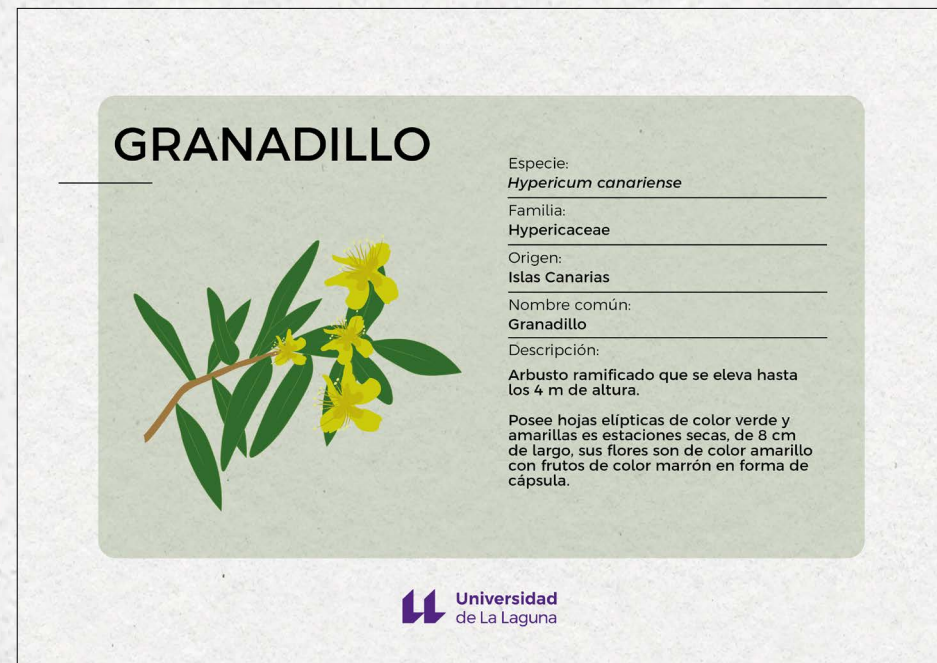 GRANADILLO
Especie:
Hypericum canariense
Familia:
Hypericaceae
Origen:
Islas Canarias
Nombre común:
Granadillo
Descripción:
Arbusto ramificado que se eleva hasta
los 4 m de altura.
Posee hojas elípticas de color verde y
amarillas es estaciones secas, de 8 cm
de largo, sus flores son de color amarillo
con frutos de color marrón en forma de
cápsula.
Universidad
de La Laguna